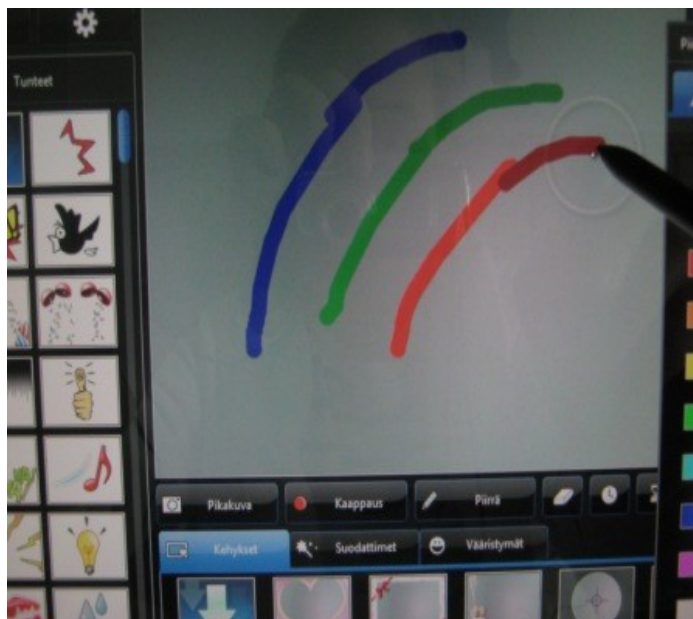 Tunteet
Pikakuva
Kaappaus
Piirrä
Kehykset
Suodattimet
Vääristymät